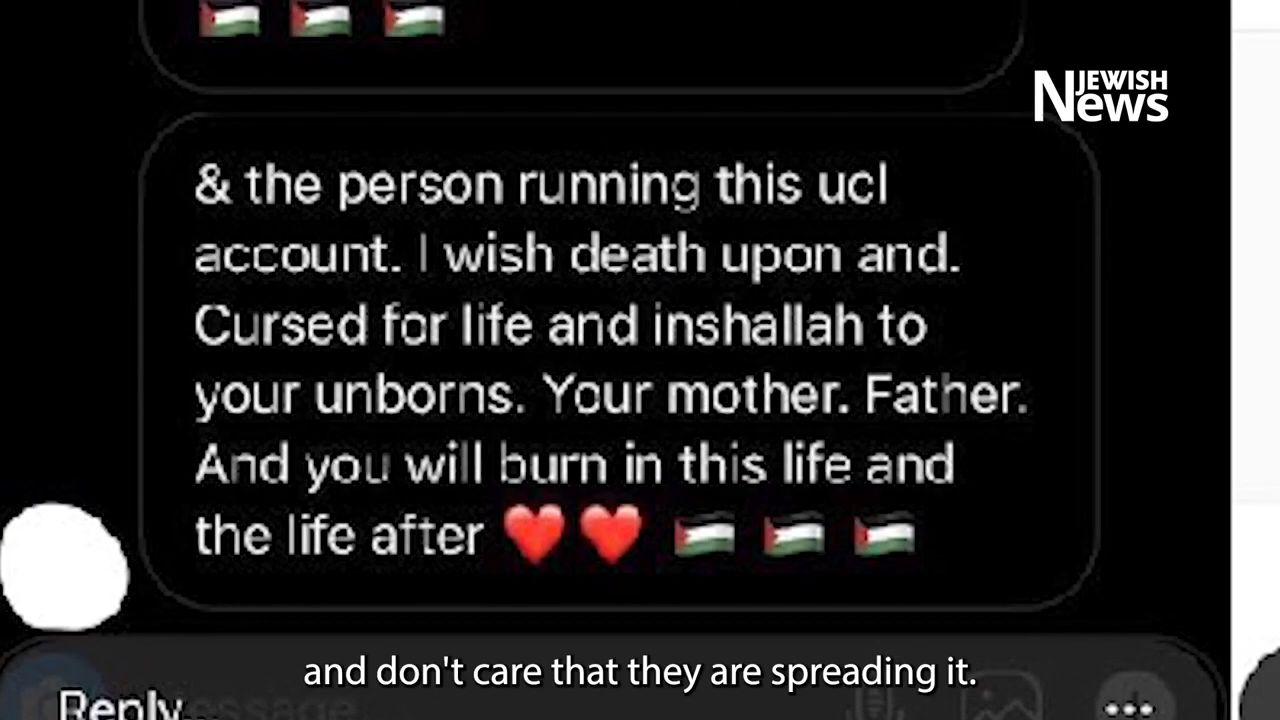 JEWISH
News
& the person running this ucl
account. I wish death upon and.
Cursed for life and inshallah to
your unborns. Your mother. Father.
And you will burn in this life and
the life after ❤️❤️ 🇵🇸 🇵🇸 🇵🇸
and don't care that they are spreading it.
Reply